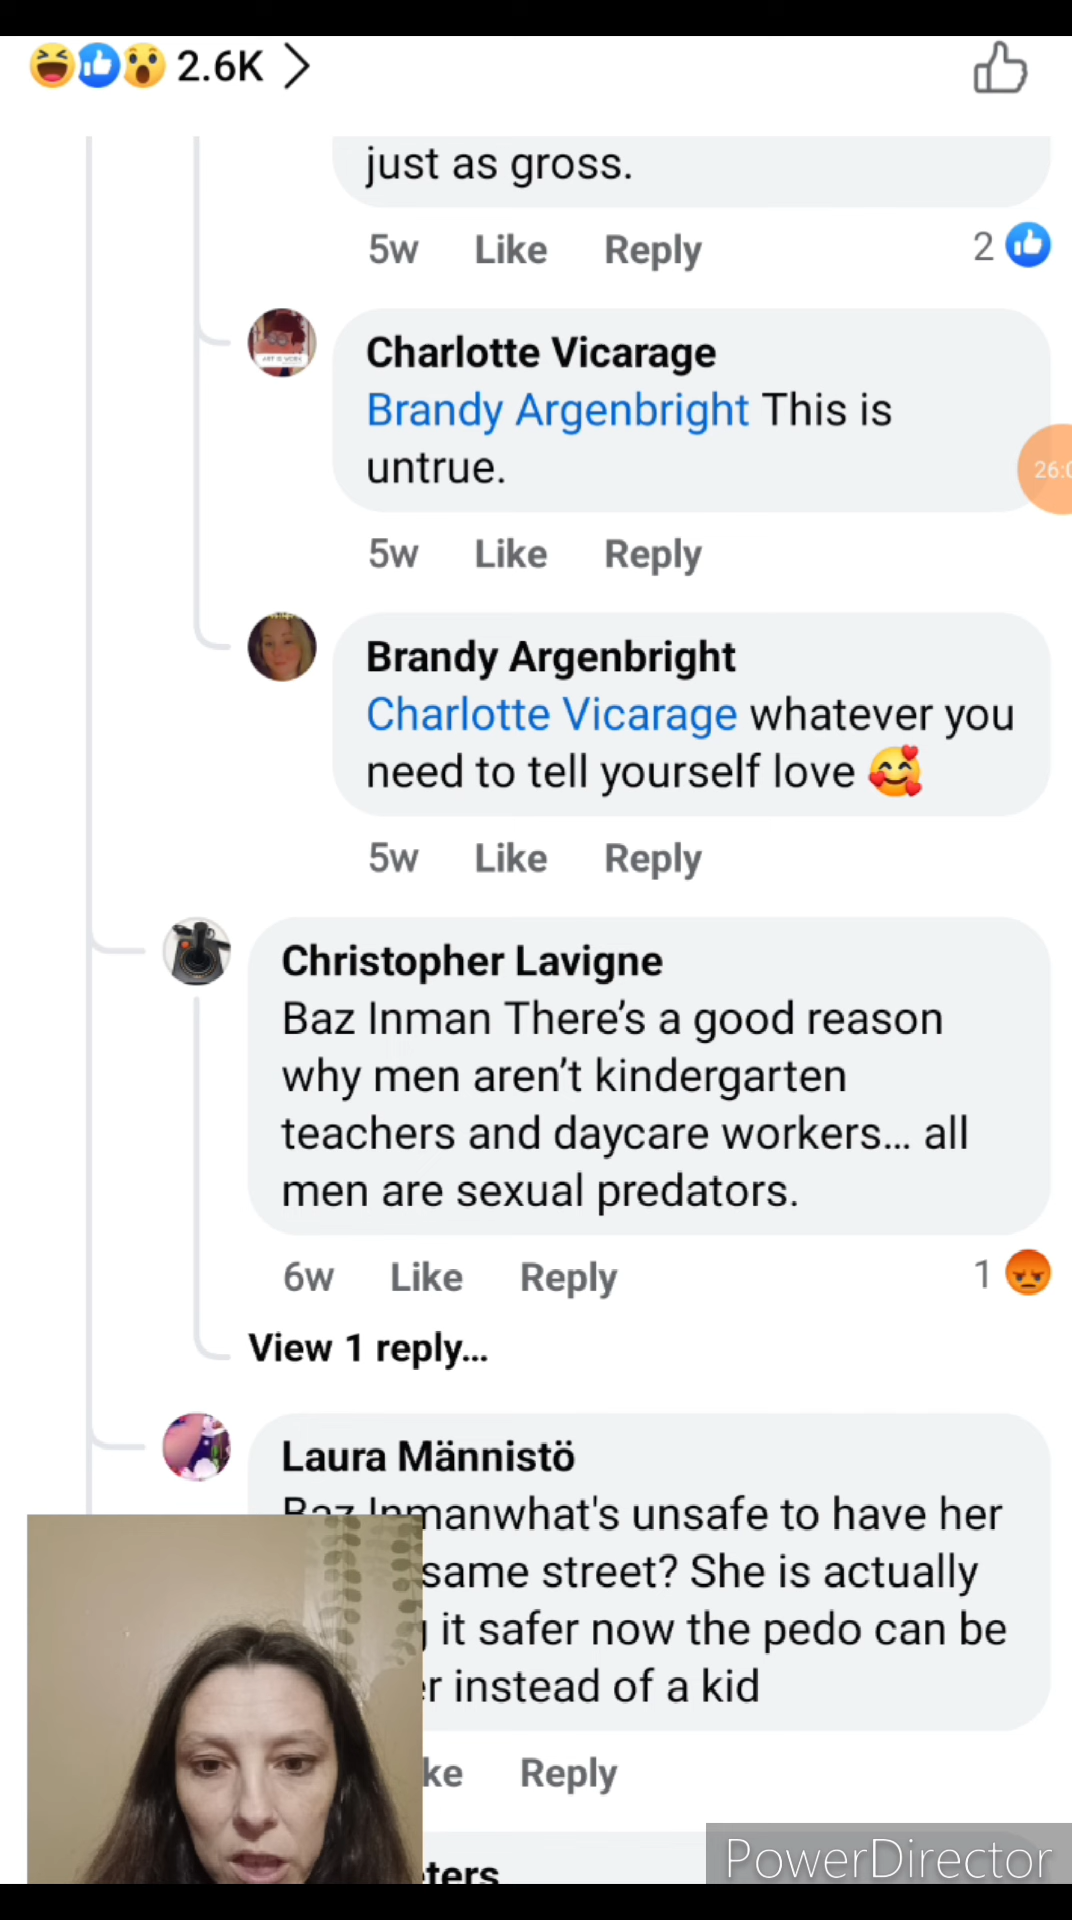 2.6K
just as gross.
5w Like Reply 2
Charlotte Vicarage
Brandy Argenbright This is
untrue.
26:0
5w Like Reply
Brandy Argenbright
Charlotte Vicarage whatever you
need to tell yourself love
5w Like Reply
Christopher Lavigne
Baz Inman There's a good reason
why men aren't kindergarten
teachers and daycare workers... all
men are sexual predators.
6w Like Reply 1
View 1 reply...
Laura Männistö
Baz Inmanwhat's unsafe to have her
same street? She is actually
it safer now the pedo can be
r instead of a kid
ke Reply
ters
PowerDirector